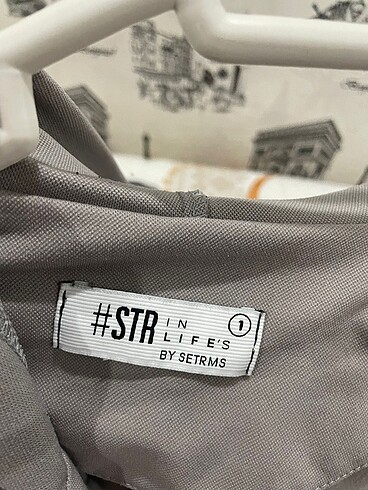 #STR IN LIFE'S 1
BY SETRMS